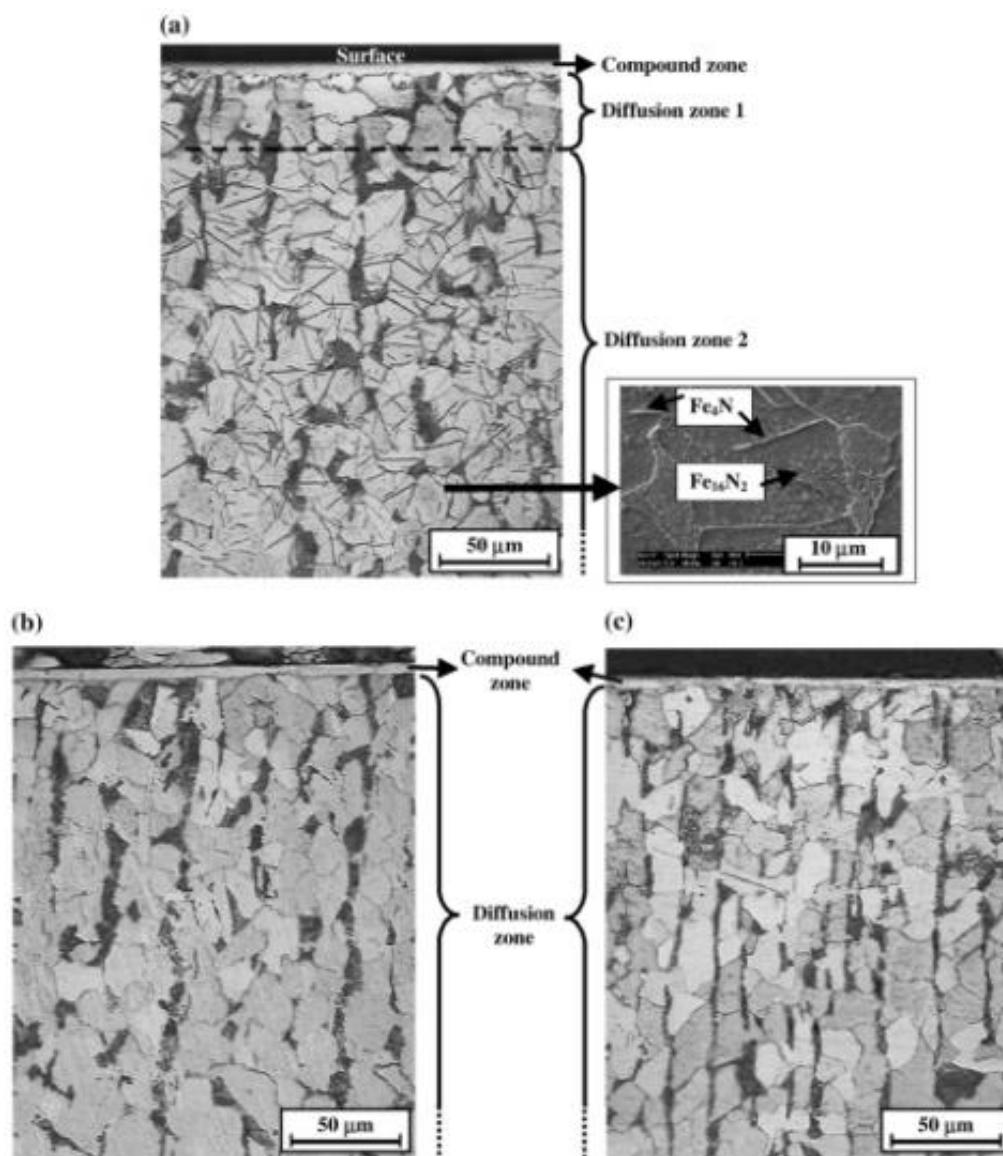 (a)
Surface
Compound zone
Diffusion zone 1
Diffusion zone 2
Fe₄N
Fe₁₆N₂
50 μm
10 μm
(b)
(c)
Compound
zone
Diffusion
zone
50 μm
50 μm